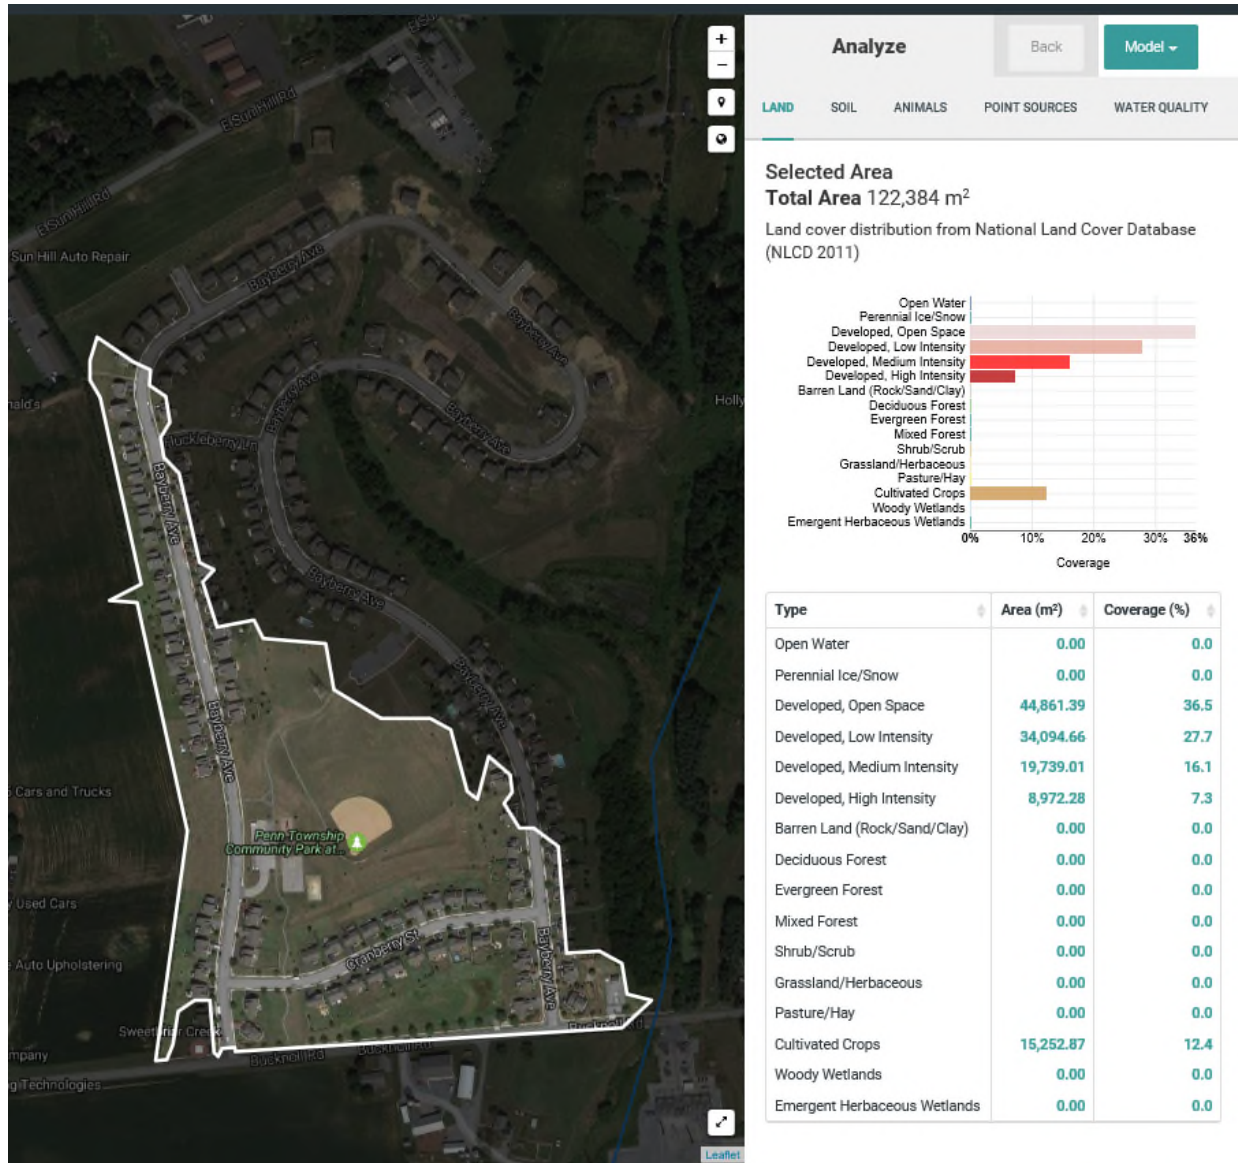 E Sun Hill Rd
E Sun Hill Rd
Sun Hill Auto Repair
Bayberry Ave
Bayberry Ave
nald's
Bayberry Ave
Bayberry Ave
Holly
Huckleberry Ln
Bayberry Ave
Bayberry Ave
Bayberry Ave
Bayberry Ave
Cars and Trucks
Penn Township
Community Park at...
Used Cars
Auto Upholstering
Cranberry St
Bayberry Ave
Sweetbriar Creek
Bucknoll Rd
Bucknoll Rd
Bucknoll Rd
mpany
g Technologies
Leaflet
+
−
Analyze
Back
Model
LAND SOIL ANIMALS POINT SOURCES WATER QUALITY
Selected Area
Total Area 122,384 m²
Land cover distribution from National Land Cover Database
(NLCD 2011)
Open Water
Perennial Ice/Snow
Developed, Open Space
Developed, Low Intensity
Developed, Medium Intensity
Developed, High Intensity
Barren Land (Rock/Sand/Clay)
Deciduous Forest
Evergreen Forest
Mixed Forest
Shrub/Scrub
Grassland/Herbaceous
Pasture/Hay
Cultivated Crops
Woody Wetlands
Emergent Herbaceous Wetlands
0% 10% 20% 30% 36%
Coverage
Type Area (m²) Coverage (%)
Open Water 0.00 0.0
Perennial Ice/Snow 0.00 0.0
Developed, Open Space 44,861.39 36.5
Developed, Low Intensity 34,094.66 27.7
Developed, Medium Intensity 19,739.01 16.1
Developed, High Intensity 8,972.28 7.3
Barren Land (Rock/Sand/Clay) 0.00 0.0
Deciduous Forest 0.00 0.0
Evergreen Forest 0.00 0.0
Mixed Forest 0.00 0.0
Shrub/Scrub 0.00 0.0
Grassland/Herbaceous 0.00 0.0
Pasture/Hay 0.00 0.0
Cultivated Crops 15,252.87 12.4
Woody Wetlands 0.00 0.0
Emergent Herbaceous Wetlands 0.00 0.0